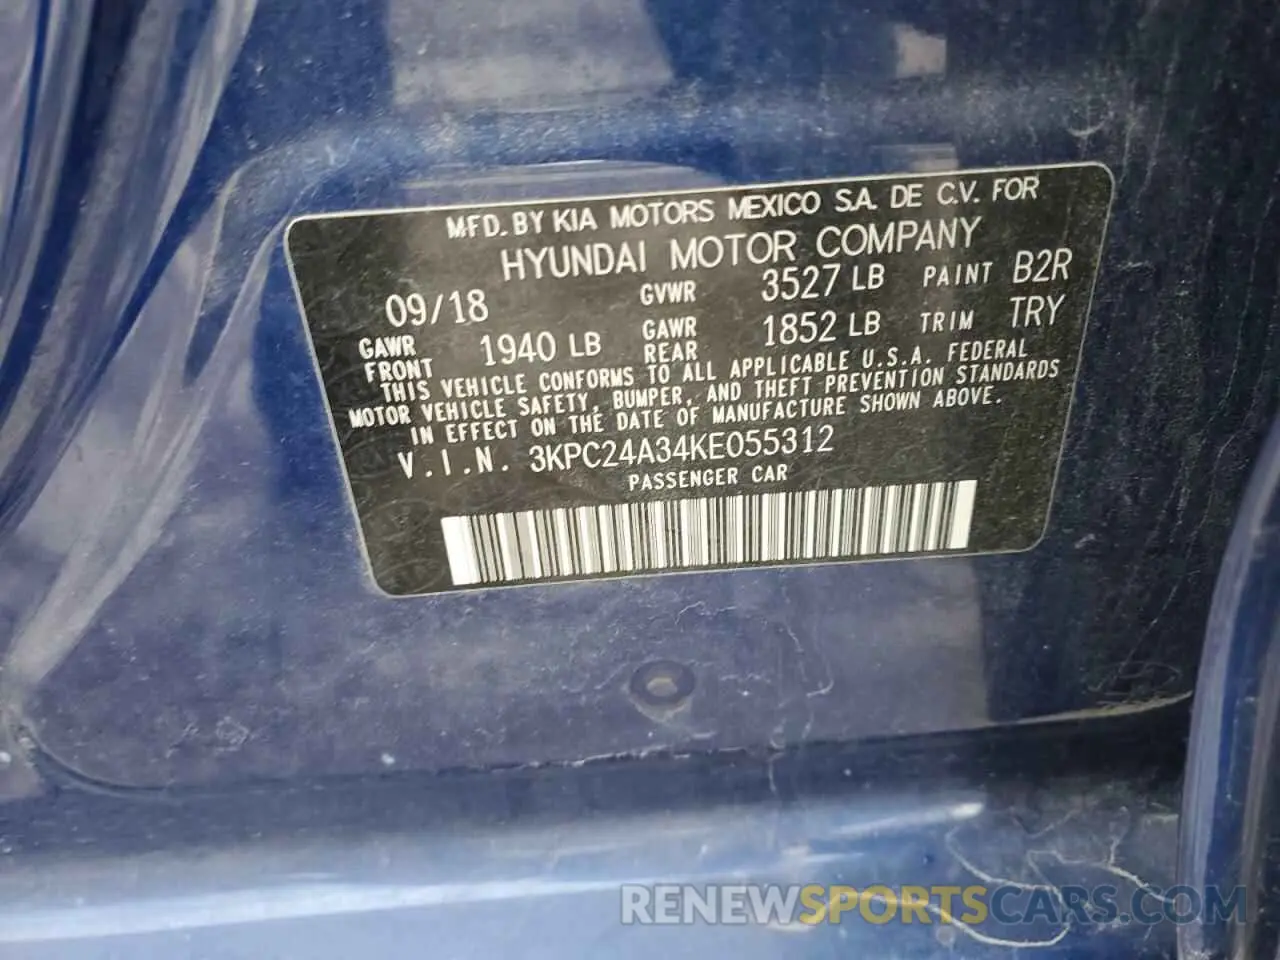 MFD. BY KIA MOTORS MEXICO S.A. DE C.V. FOR
HYUNDAI MOTOR COMPANY
09/18 GVWR 3527 LB PAINT B2R
GAWR FRONT 1940 LB GAWR REAR 1852 LB TRIM TRY
THIS VEHICLE CONFORMS TO ALL APPLICABLE U.S.A. FEDERAL
MOTOR VEHICLE SAFETY, BUMPER, AND THEFT PREVENTION STANDARDS
IN EFFECT ON THE DATE OF MANUFACTURE SHOWN ABOVE.
V.I.N. 3KPC24A34KE055312
PASSENGER CAR
RENEWSPORTSCARS.COM